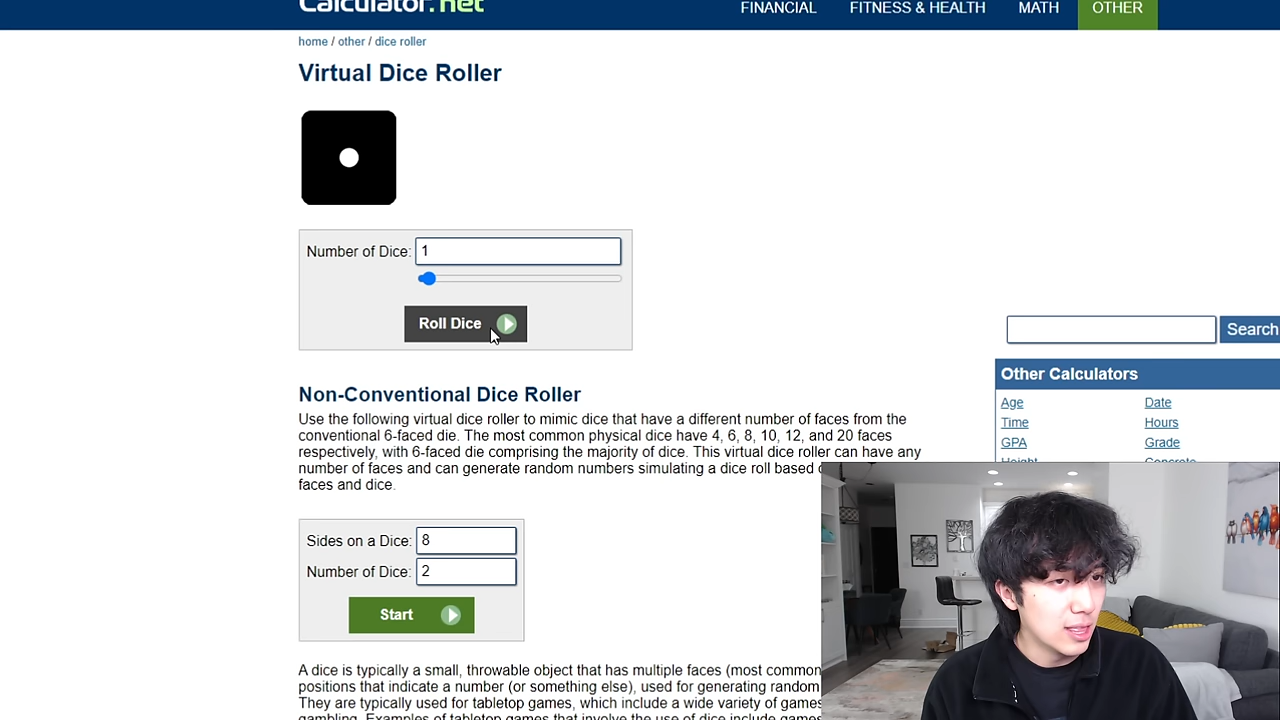 Calculator.net
FINANCIAL FITNESS & HEALTH MATH OTHER
home / other / dice roller
Virtual Dice Roller
Number of Dice: 1
Roll Dice
Search
Other Calculators
Age Date
Time Hours
GPA Grade
Height Concrete
Non-Conventional Dice Roller
Use the following virtual dice roller to mimic dice that have a different number of faces from the
conventional 6-faced die. The most common physical dice have 4, 6, 8, 10, 12, and 20 faces
respectively, with 6-faced die comprising the majority of dice. This virtual dice roller can have any
number of faces and can generate random numbers simulating a dice roll based
faces and dice.
Sides on a Dice: 8
Number of Dice: 2
Start
A dice is typically a small, throwable object that has multiple faces (most common
positions that indicate a number (or something else), used for generating random
They are typically used for tabletop games, which include a wide variety of games
gambling. Examples of tabletop games that involve the use of dice include games